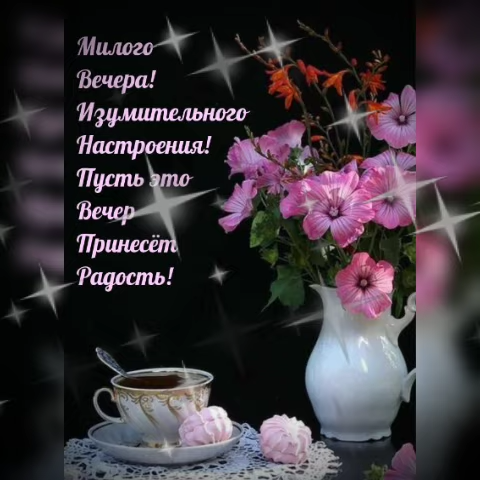 Милого
Вечера!
Изумительного
Настроения!
Пусть это
Вечер
Принесёт
Радость!